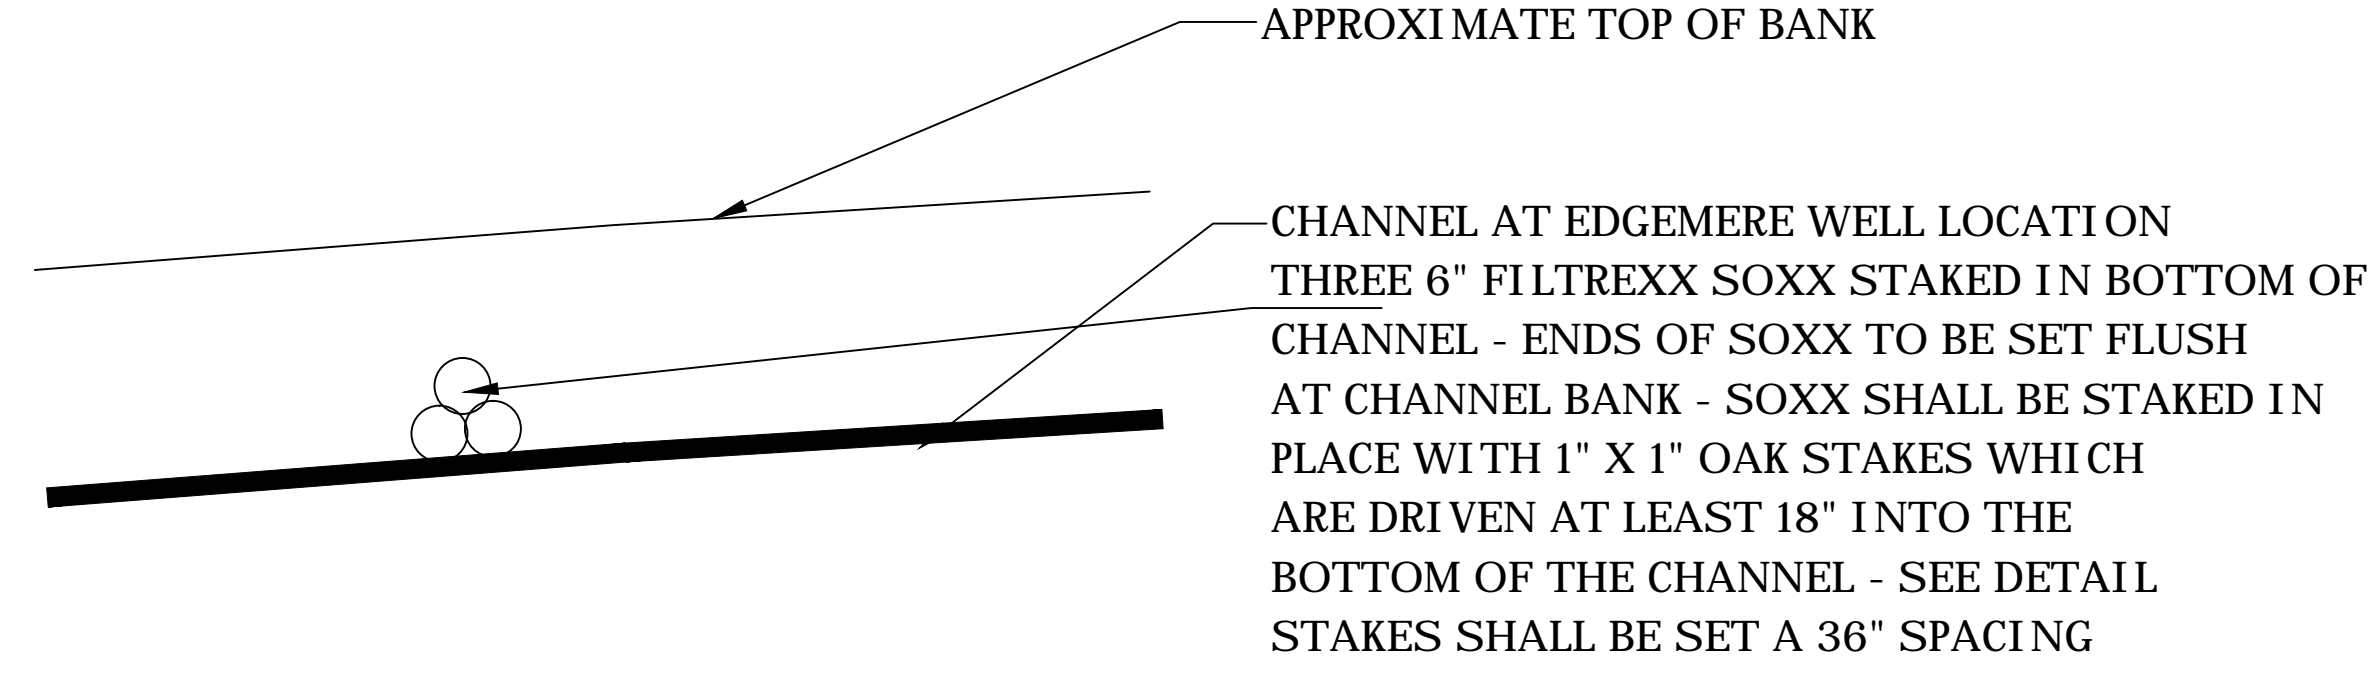 APPROXIMATE TOP OF BANK
CHANNEL AT EDGEMERE WELL LOCATION
THREE 6" FILTREXX SOXX STAKED IN BOTTOM OF
CHANNEL - ENDS OF SOXX TO BE SET FLUSH
AT CHANNEL BANK - SOXX SHALL BE STAKED IN
PLACE WITH 1" X 1" OAK STAKES WHICH
ARE DRIVEN AT LEAST 18" INTO THE
BOTTOM OF THE CHANNEL - SEE DETAIL
STAKES SHALL BE SET A 36" SPACING